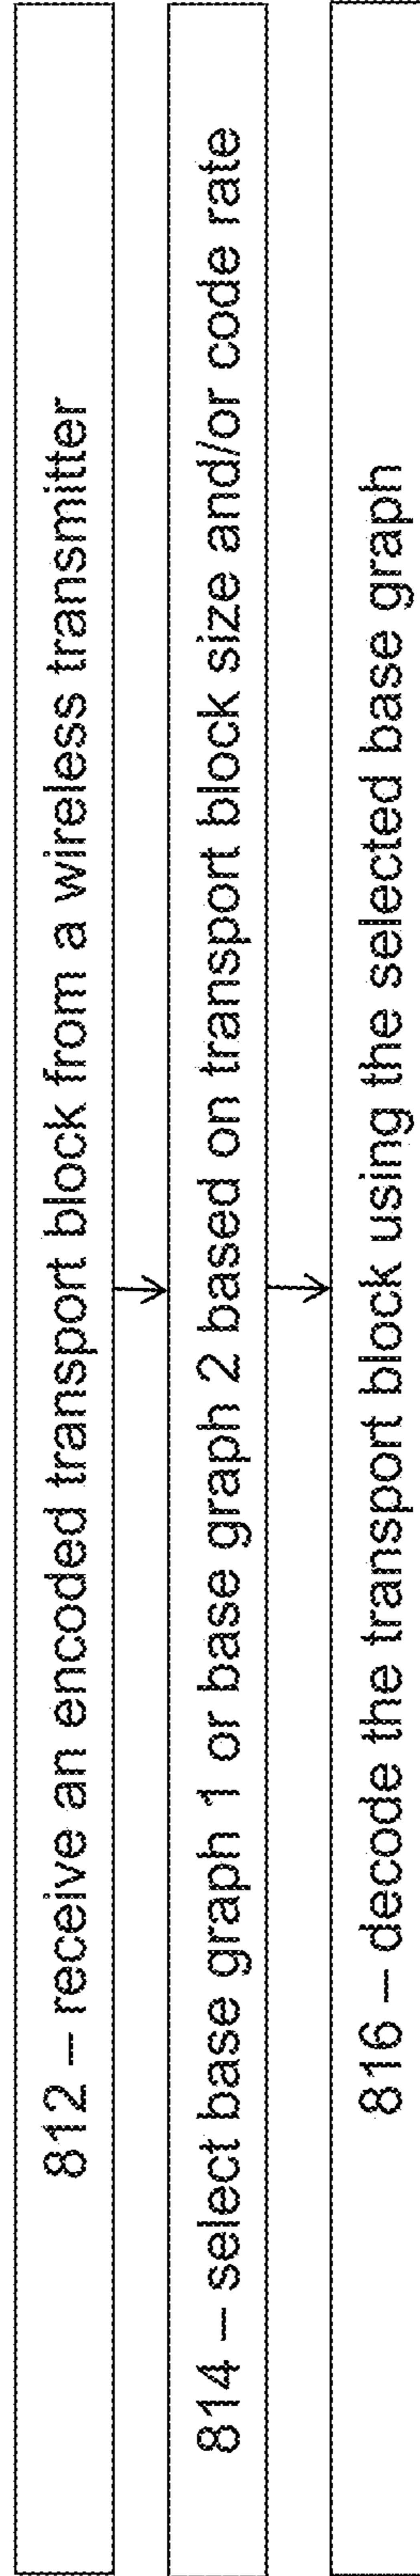 812 – receive an encoded transport block from a wireless transmitter
814 – select base graph 1 or base graph 2 based on transport block size and/or code rate
816 – decode the transport block using the selected base graph